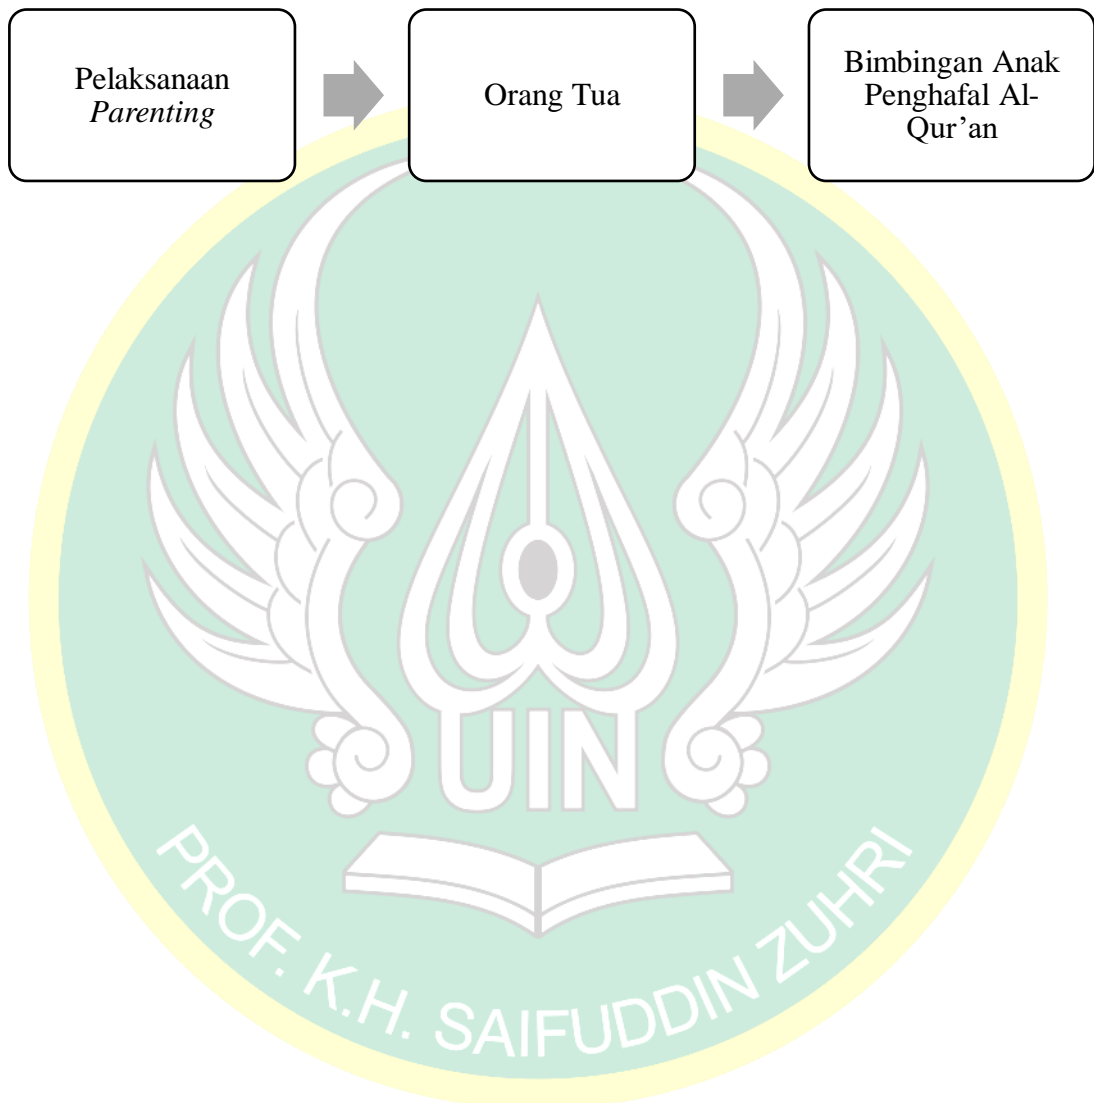 Pelaksanaan
Parenting
Orang Tua
Bimbingan Anak
Penghafal Al-
Qur’an
UIN
PROF. K.H. SAIFUDDIN ZUHRI